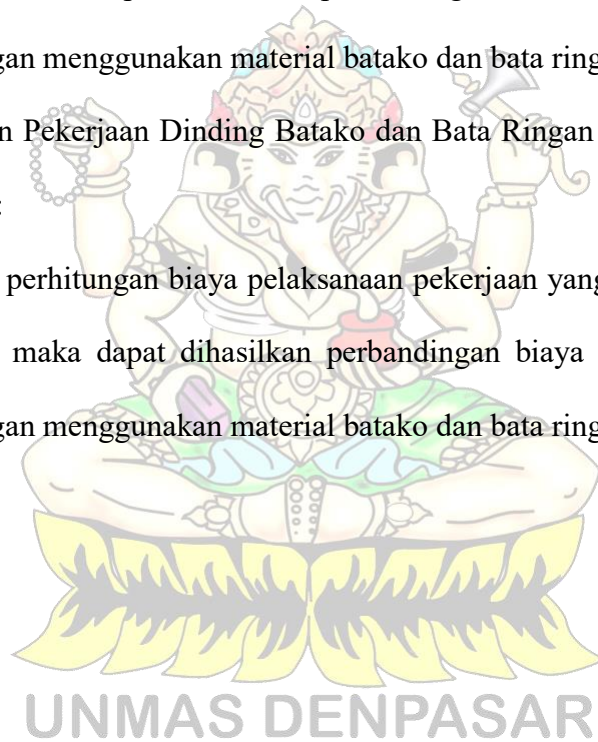 gan menggunakan material batako dan bata ring
n Pekerjaan Dinding Batako dan Bata Ringan
:
perhitungan biaya pelaksanaan pekerjaan yang
maka dapat dihasilkan perbandingan biaya
gan menggunakan material batako dan bata ring
UNMAS DENPASAR